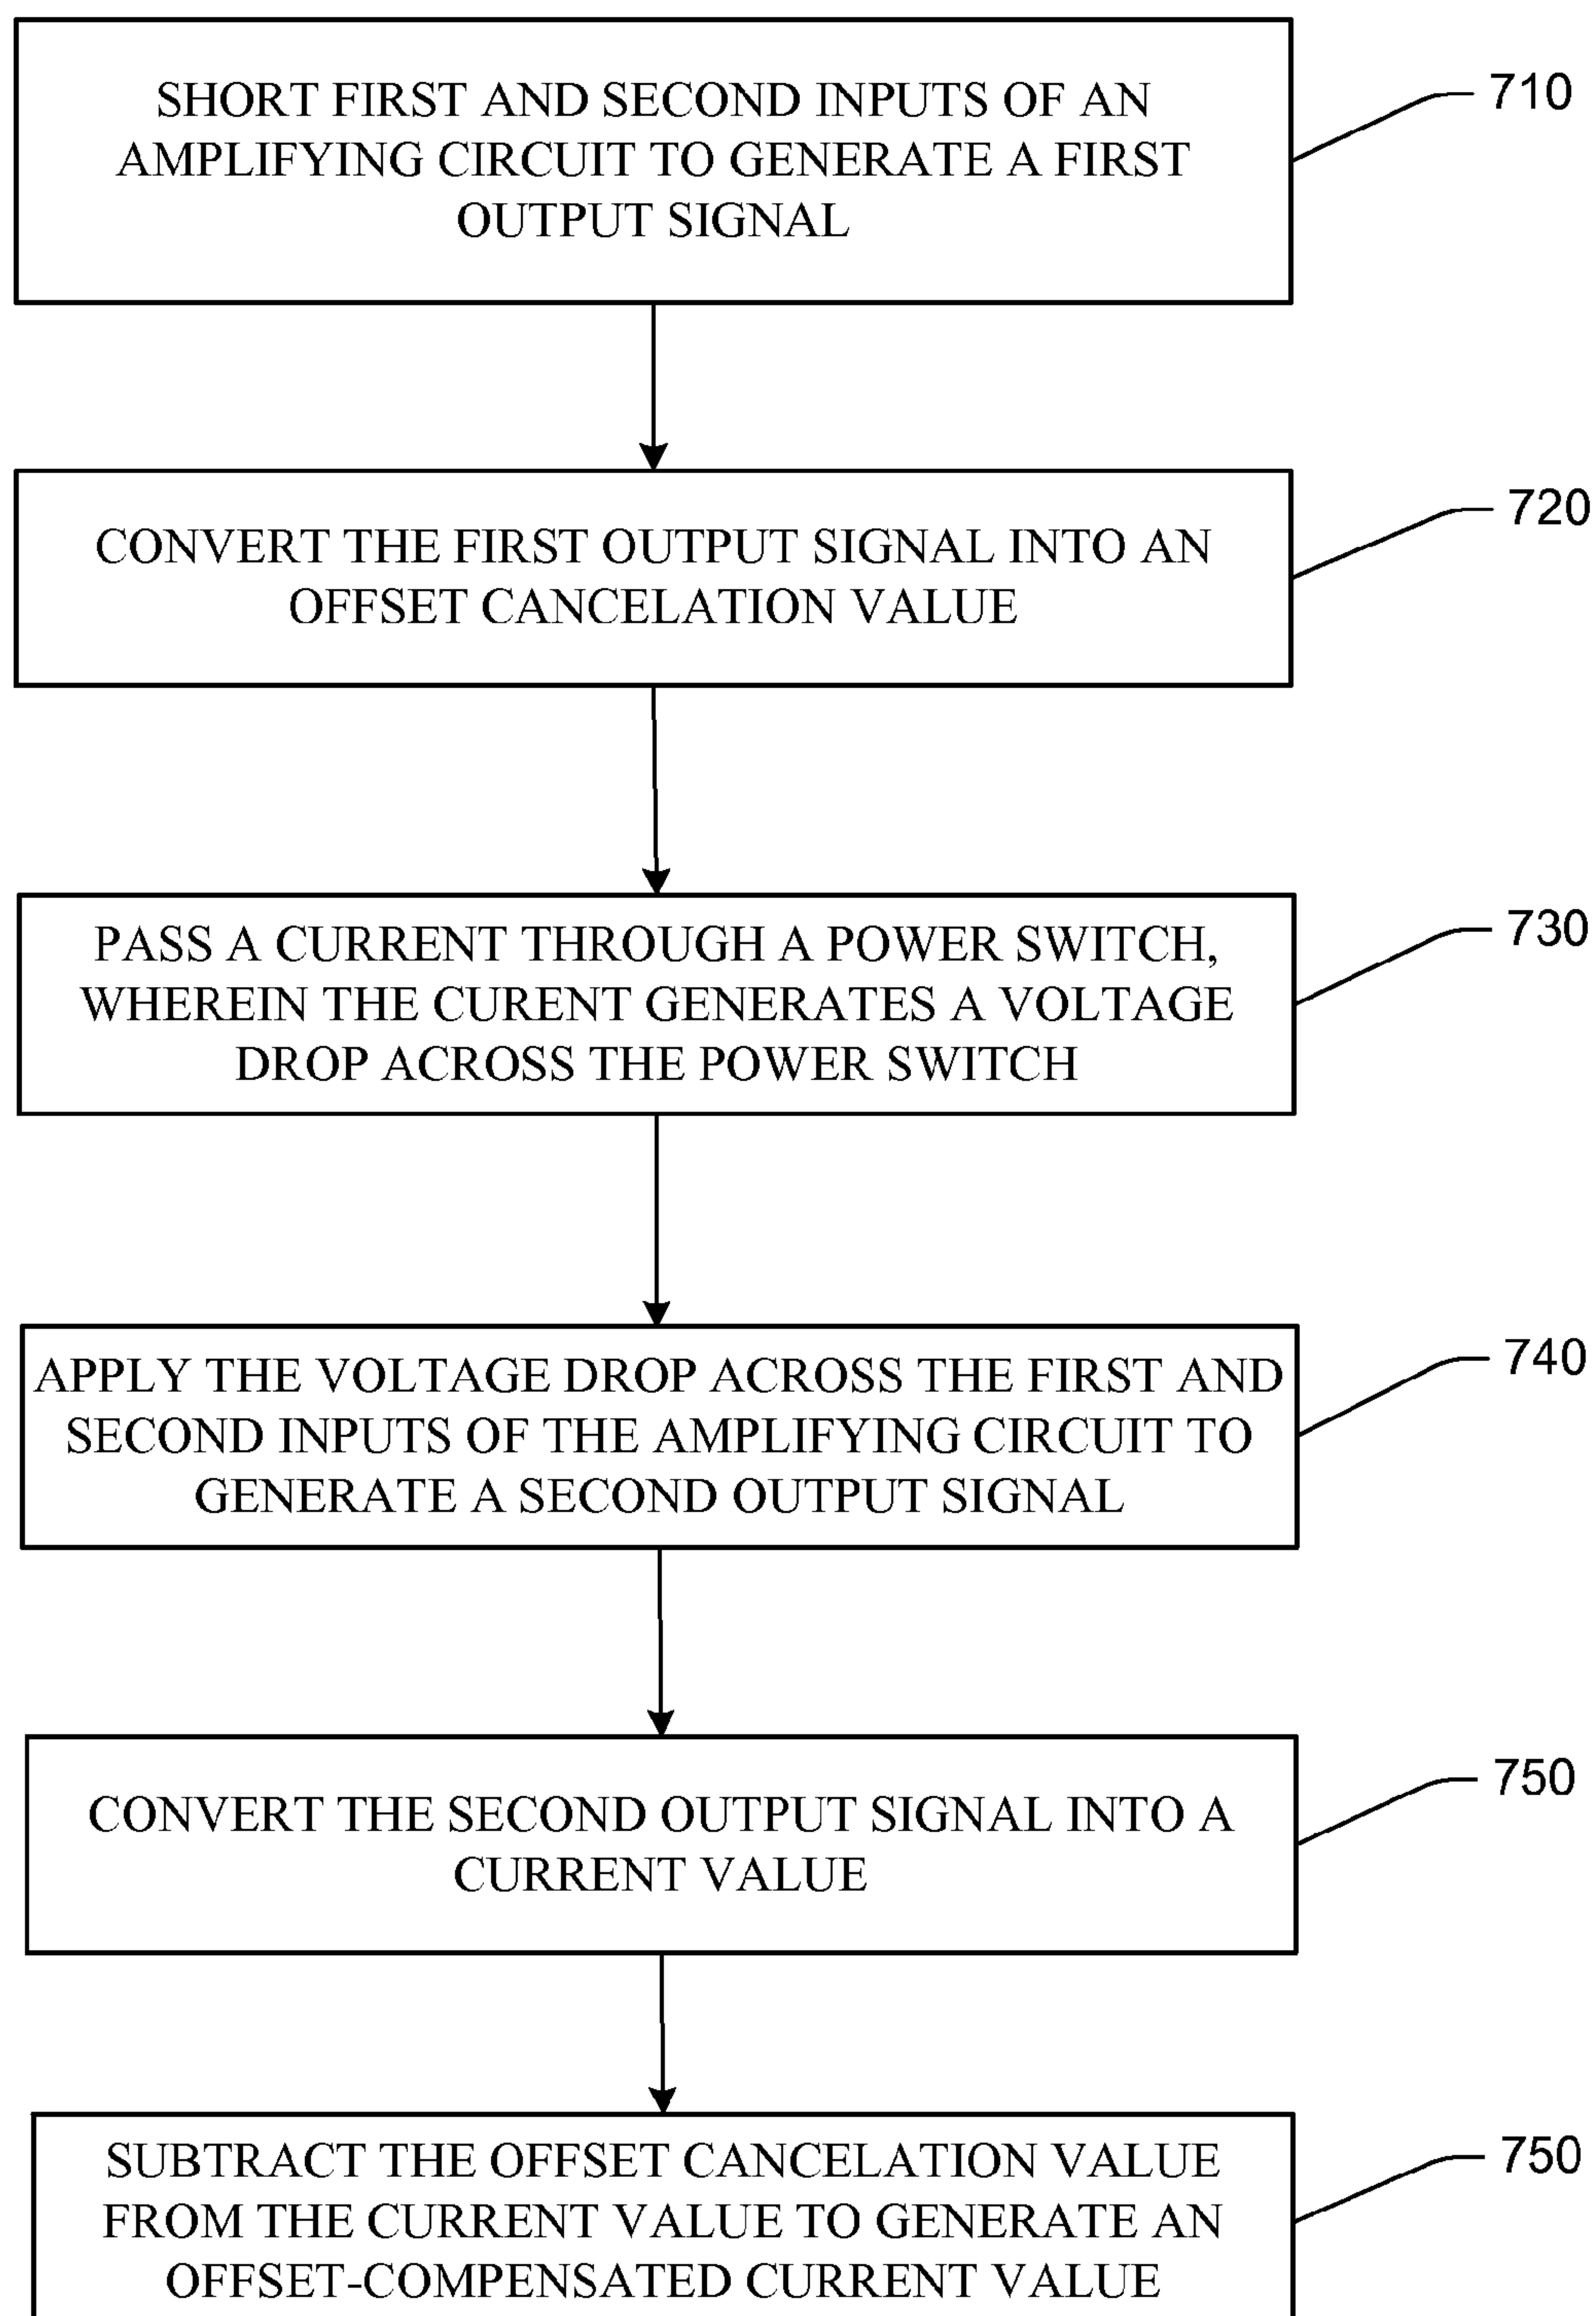 SHORT FIRST AND SECOND INPUTS OF AN
AMPLIFYING CIRCUIT TO GENERATE A FIRST
OUTPUT SIGNAL
710
CONVERT THE FIRST OUTPUT SIGNAL INTO AN
OFFSET CANCELATION VALUE
720
PASS A CURRENT THROUGH A POWER SWITCH,
WHEREIN THE CURENT GENERATES A VOLTAGE
DROP ACROSS THE POWER SWITCH
730
APPLY THE VOLTAGE DROP ACROSS THE FIRST AND
SECOND INPUTS OF THE AMPLIFYING CIRCUIT TO
GENERATE A SECOND OUTPUT SIGNAL
740
CONVERT THE SECOND OUTPUT SIGNAL INTO A
CURRENT VALUE
750
SUBTRACT THE OFFSET CANCELATION VALUE
FROM THE CURRENT VALUE TO GENERATE AN
OFFSET-COMPENSATED CURRENT VALUE
750